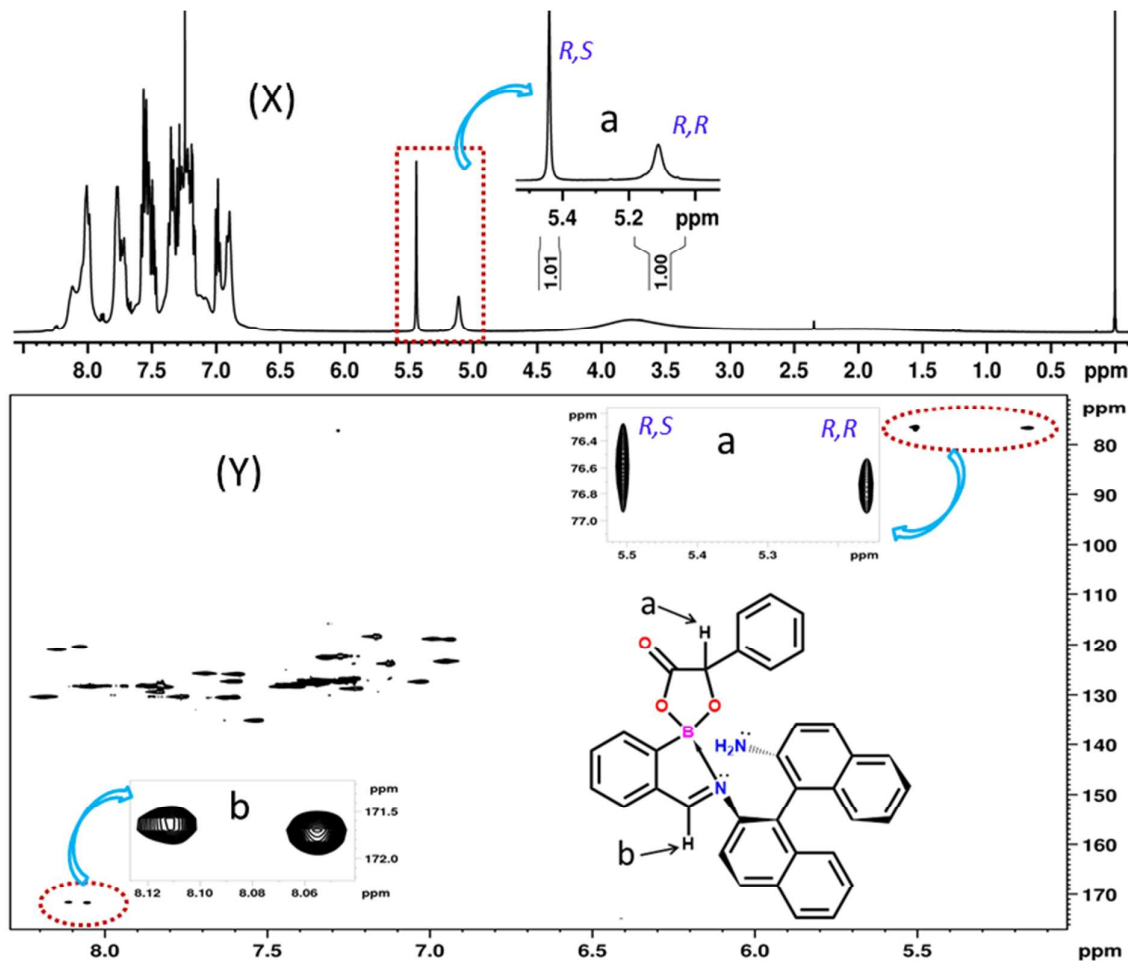 (X)
R,S
a
R,R
5.4 5.2 ppm
1.01 1.00
8.0 7.5 7.0 6.5 6.0 5.5 5.0 4.5 4.0 3.5 3.0 2.5 2.0 1.5 1.0 0.5 ppm
(Y)
ppm
R,S a R,R
76.4
76.6
76.8
77.0
5.5 5.4 5.3 ppm
ppm
80
90
100
110
120
130
140
150
160
170
a
H
O
O O
B
H2N
N
H
b
b
ppm
171.5
172.0
8.12 8.10 8.08 8.06 ppm
8.0 7.5 7.0 6.5 6.0 5.5 ppm